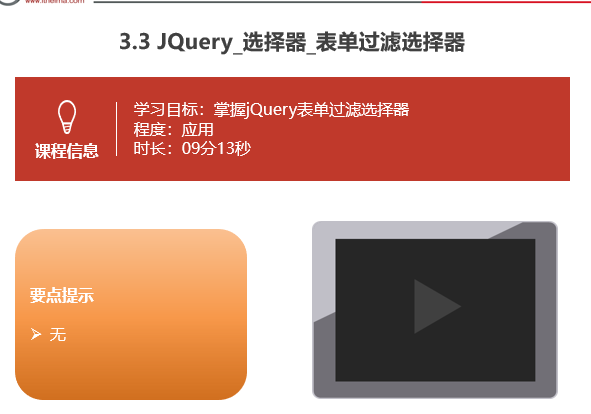 www.itheima.com
3.3 JQuery_选择器_表单过滤选择器
学习目标：掌握jQuery表单过滤选择器
程度：应用
时长：09分13秒
课程信息
要点提示
➢ 无